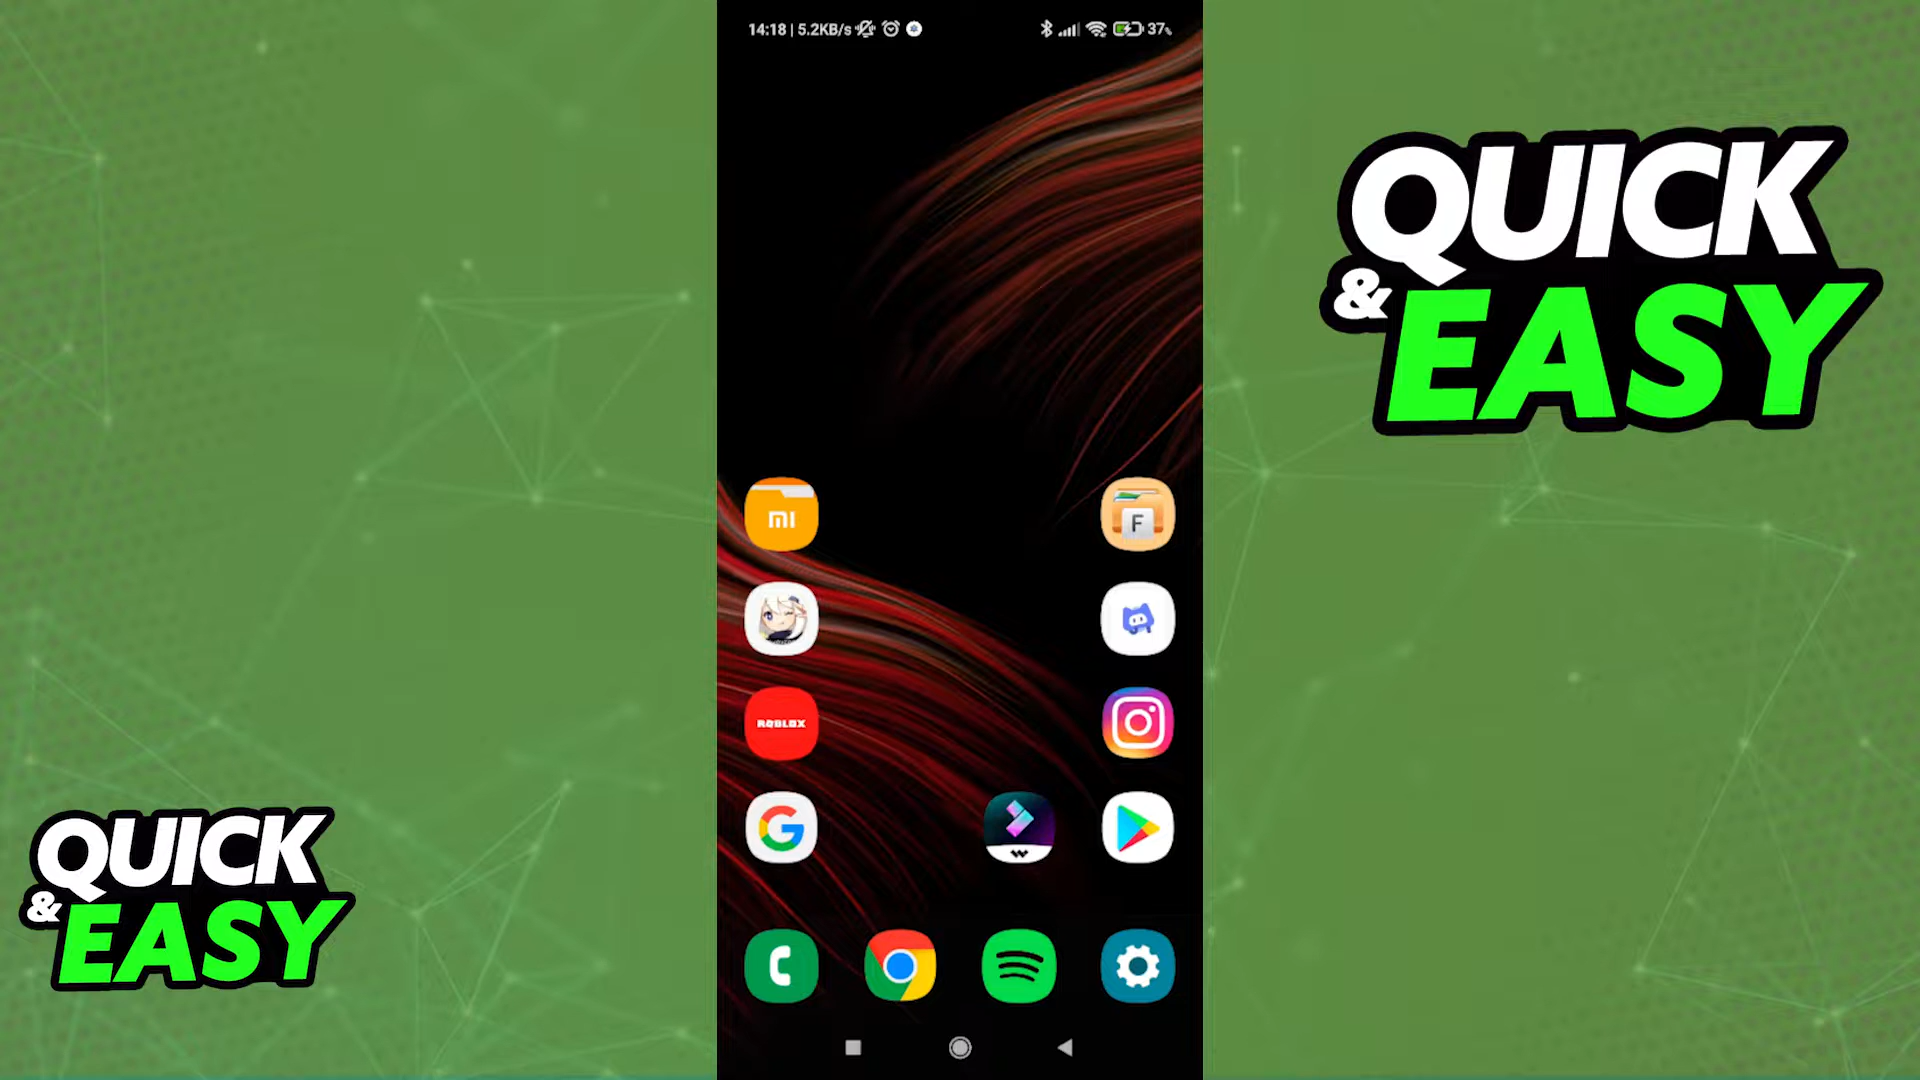 14:18 | 5.2KB/s
37%
QUICK
& EASY
mi
F
ROBLOX
QUICK
& EASY